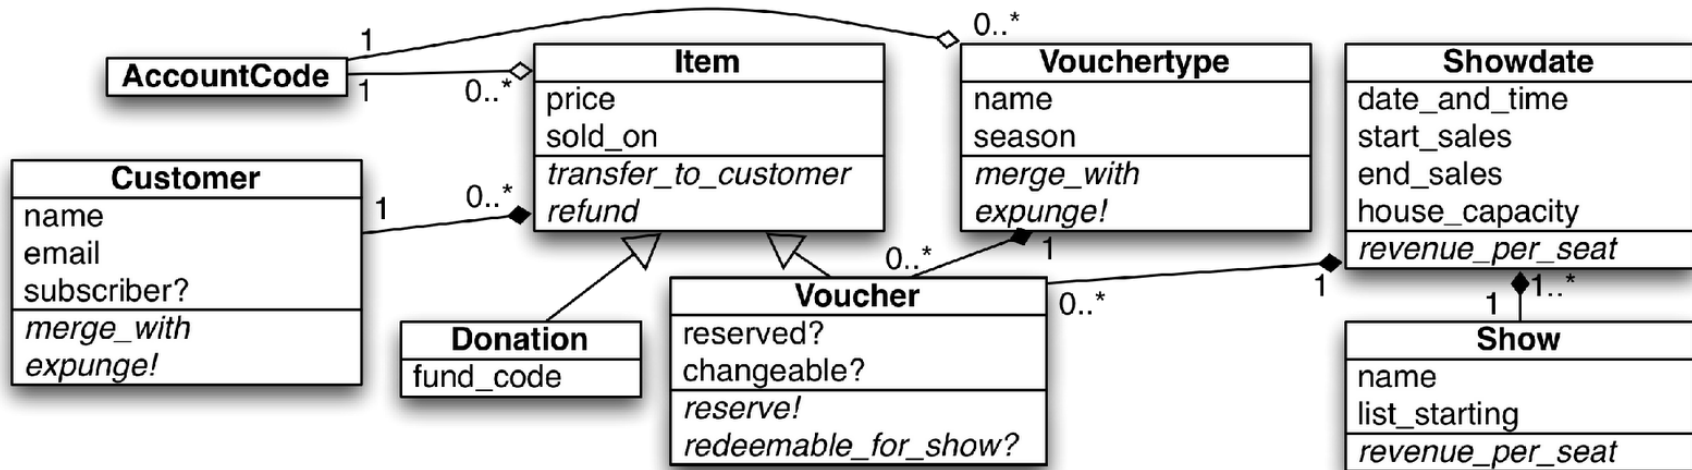 AccountCode
1
1
0..*
0..*
Item
price
sold_on
transfer_to_customer
refund
Vouchertype
name
season
merge_with
expunge!
Showdate
date_and_time
start_sales
end_sales
house_capacity
revenue_per_seat
Customer
name
email
subscriber?
merge_with
expunge!
1
0..*
Donation
fund_code
Voucher
reserved?
changeable?
reserve!
redeemable_for_show?
0..*
1
0..*
1
1..*
1
Show
name
list_starting
revenue_per_seat